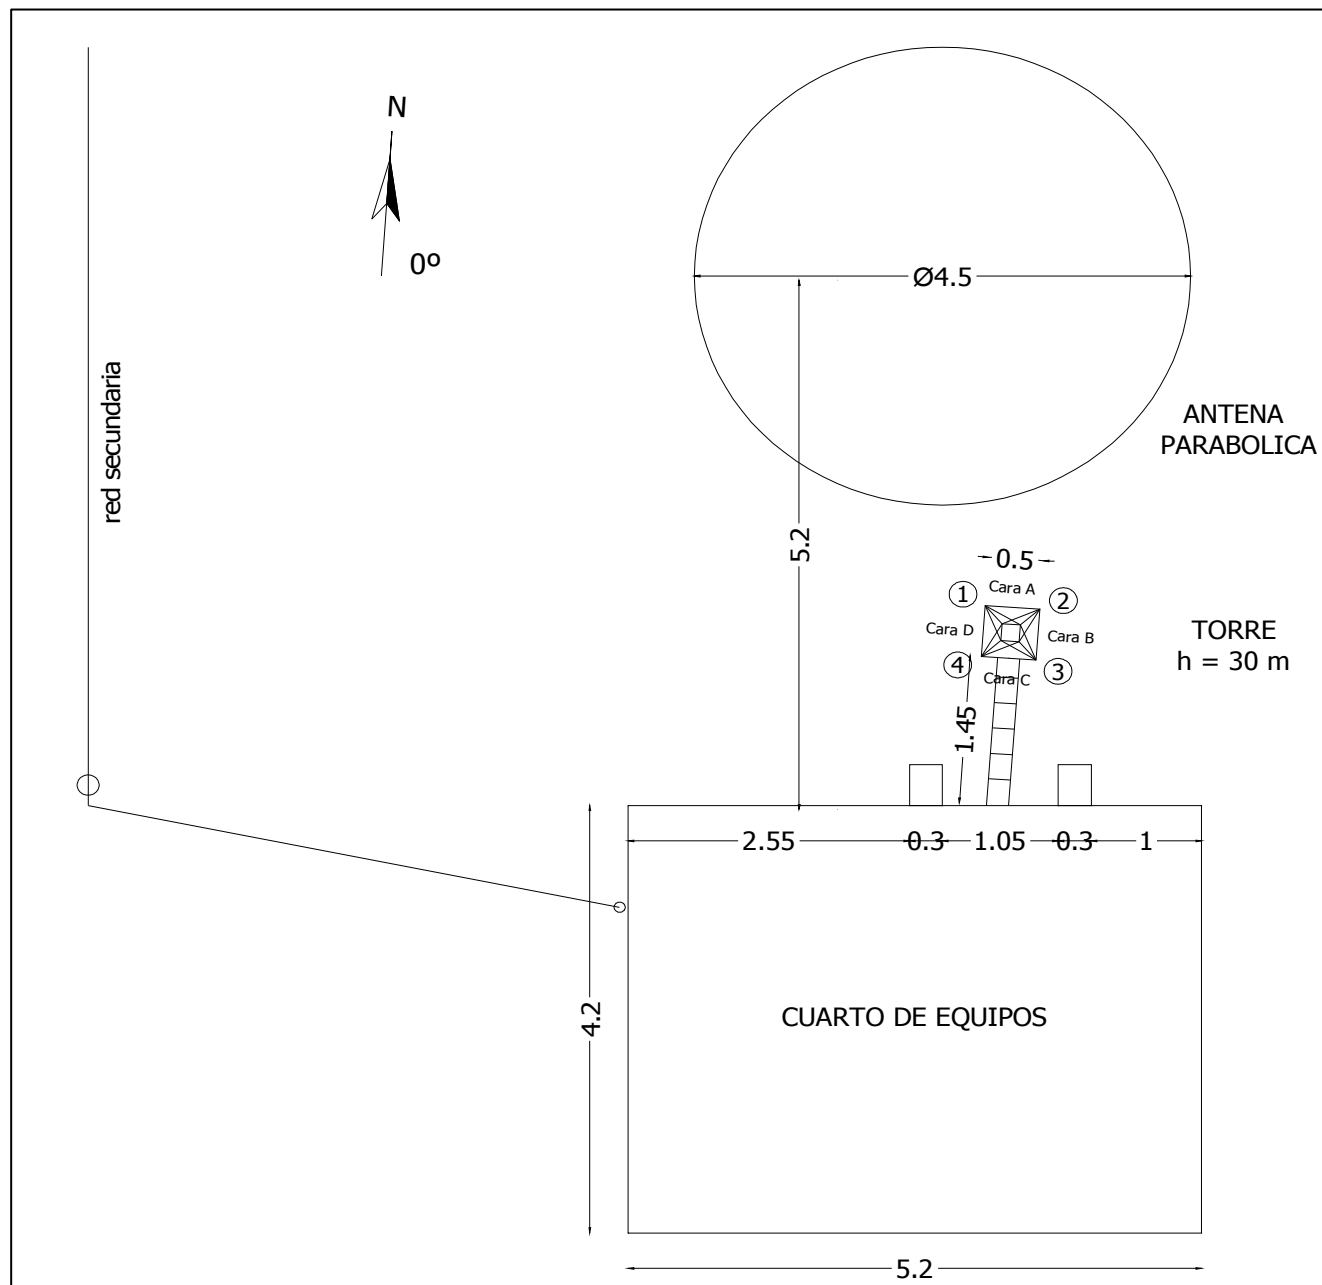 N
0º
red secundaria
Ø4.5
ANTENA
PARABOLICA
5.2
0.5
1
Cara A
2
Cara D
Cara B
4
Cara C
3
TORRE
h = 30 m
1.45
2.55
0.3
1.05
0.3
1
4.2
CUARTO DE EQUIPOS
5.2